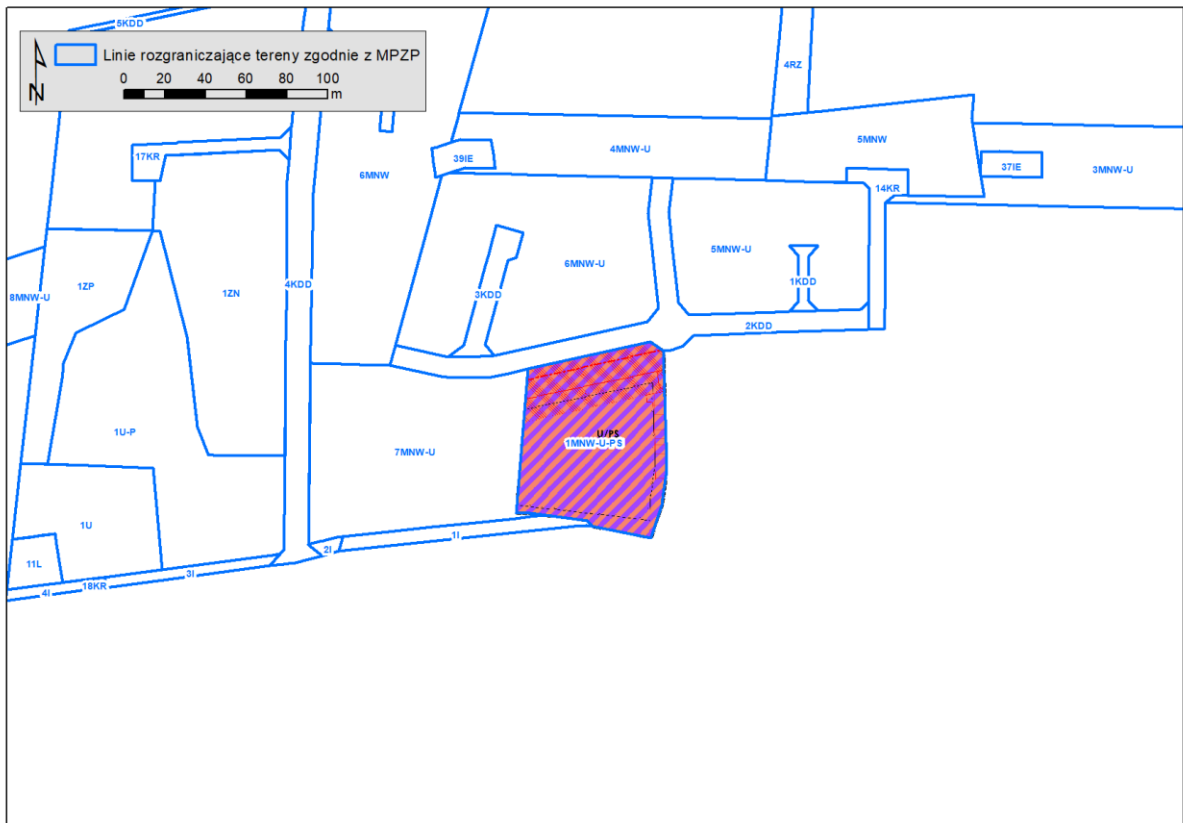 5KDD
Linie rozgraniczające tereny zgodnie z MPZP
0 20 40 60 80 100
m
N
4RZ
17KR
6MNW
39IE
4MNW-U
5MNW
37IE
3MNW-U
14KR
8MNW-U
1ZP
1ZN
4KDD
3KDD
6MNW-U
5MNW-U
1KDD
2KDD
1U-P
7MNW-U
U/PS
1MNW-U-PS
1U
11L
4I
18KR
3I
2I
1I